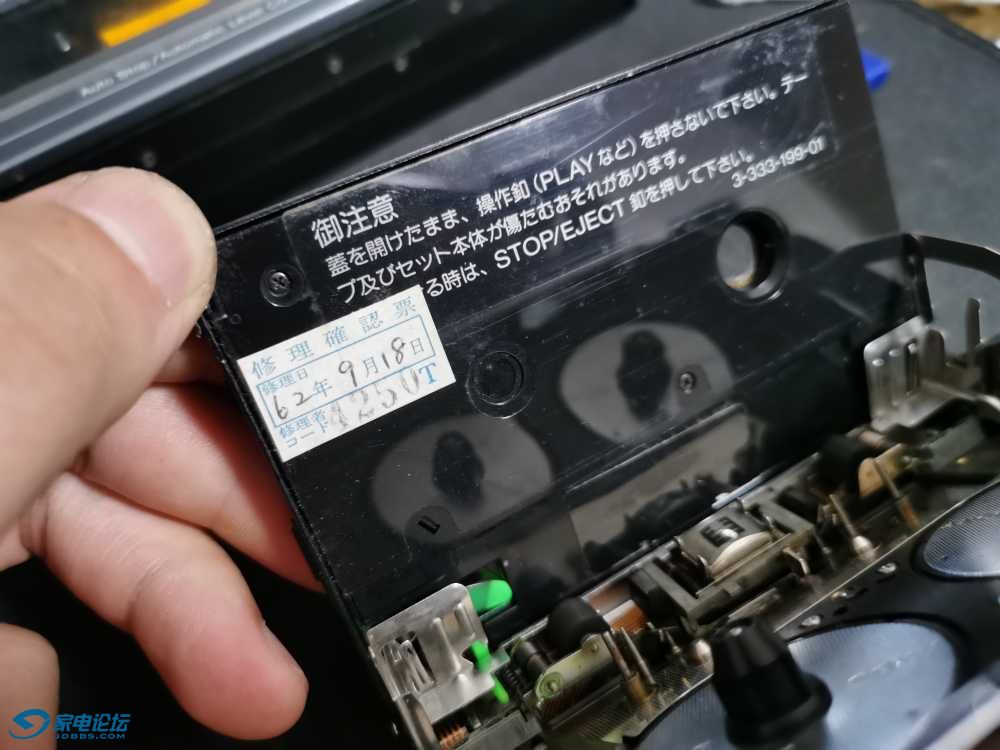 Auto Stop/Automatic Level Co
御注意
蓋を開けたまま、操作釦(PLAYなど)を押さないで下さい。テー
プ及びセット本体が傷たむおそれがあります。
る時は、STOP/EJECT 釦を押して下さい。
3-333-199-01
修理確認票
修理日
62年 9月18日
修理者
コード
T
家电论坛
JDBBS.COM